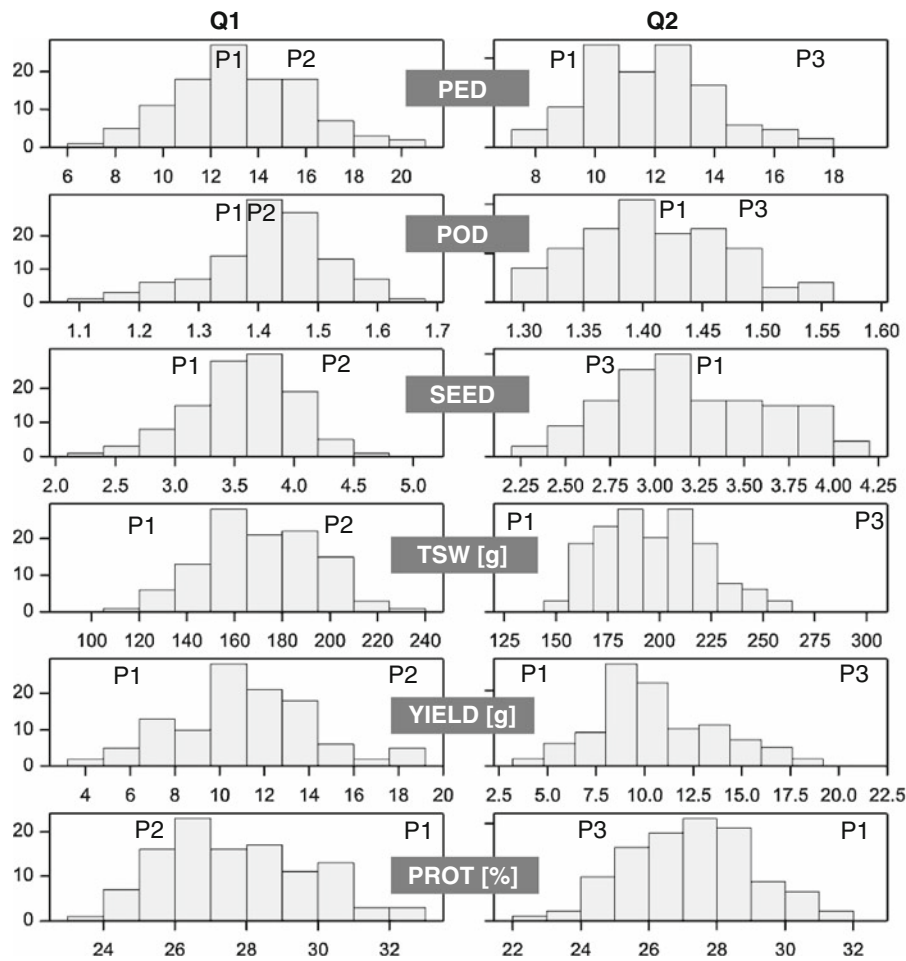 Q1 Q2
P1 P2 P1 P3
20
10
0
PED
6 8 10 12 14 16 18 20 8 10 12 14 16 18
P1 P2 P1 P3
20
10
0
POD
1.1 1.2 1.3 1.4 1.5 1.6 1.7 1.30 1.35 1.40 1.45 1.50 1.55 1.60
P1 P2 P3 P1
20
10
0
SEED
2.0 2.5 3.0 3.5 4.0 4.5 5.0 2.25 2.50 2.75 3.00 3.25 3.50 3.75 4.00 4.25
P1 P2 P1 P3
20
10
0
TSW [g]
100 120 140 160 180 200 220 240 125 150 175 200 225 250 275 300
P1 P2 P1 P3
20
10
0
YIELD [g]
4 6 8 10 12 14 16 18 20 2.5 5.0 7.5 10.0 12.5 15.0 17.5 20.0 22.5
P2 P1 P3 P1
20
10
0
PROT [%]
24 26 28 30 32 22 24 26 28 30 32